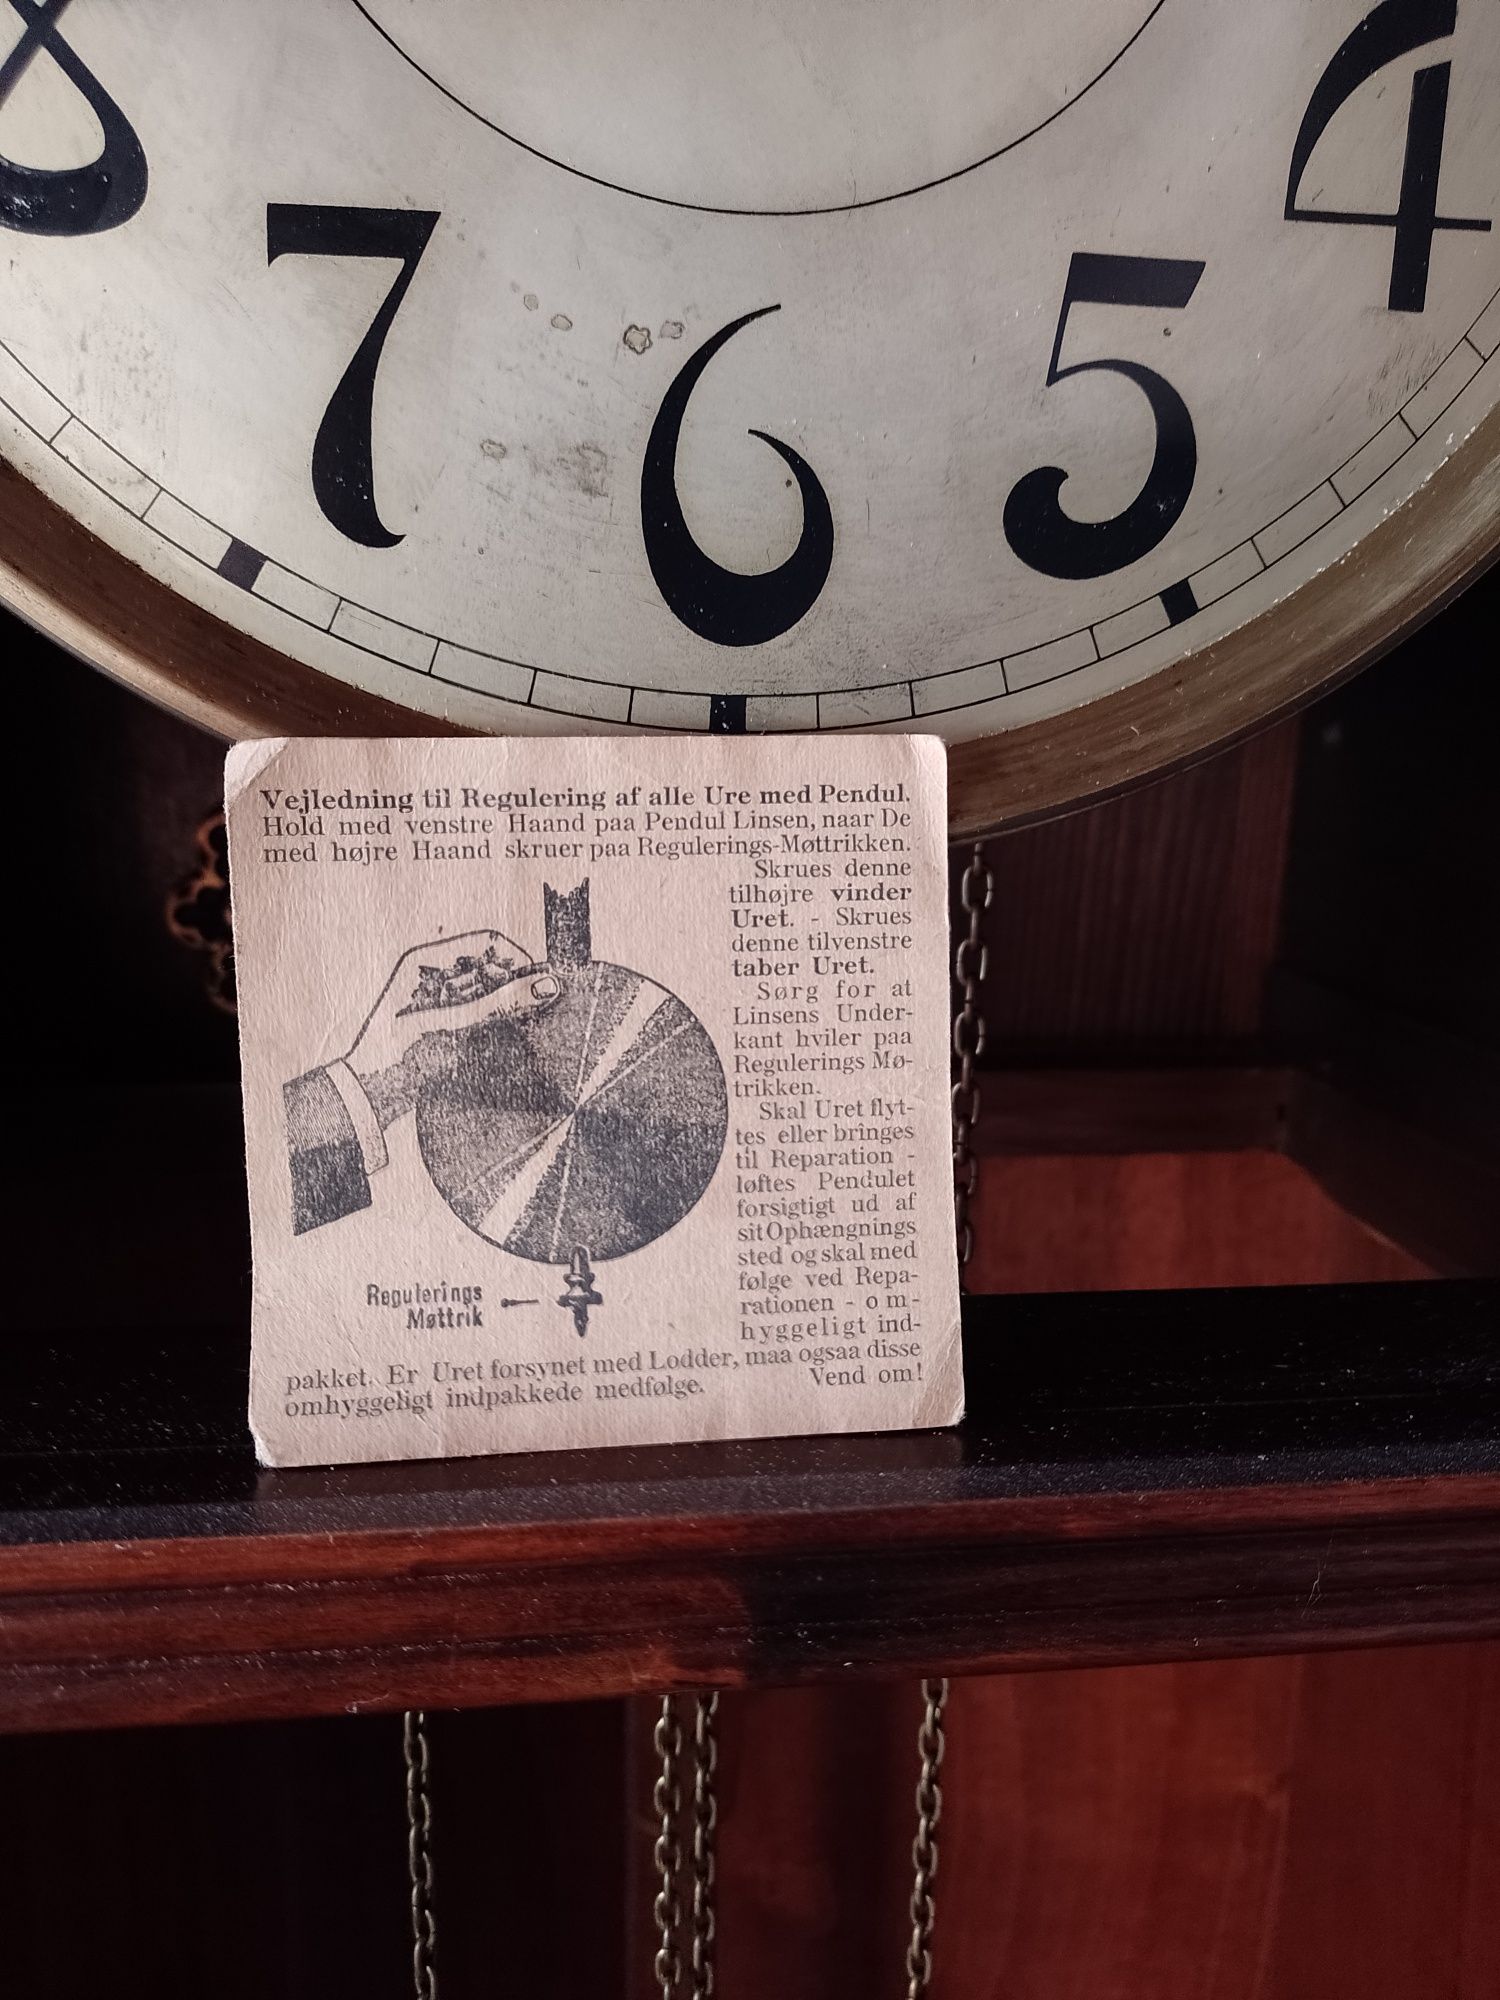 8
7
6
5
4
Vejledning til Regulering af alle Ure med Pendul.
Hold med venstre Haand paa Pendul Linsen, naar De
med højre Haand skruer paa Regulerings-Møttrikken.
Skrues denne
tilhøjre vinder
Uret. - Skrues
denne tilvenstre
taber Uret.
Sørg for at
Linsens Under-
kant hviler paa
Regulerings Mø-
trikken.
Skal Uret flyt-
tes eller bringes
til Reparation -
løftes Pendulet
forsigtigt ud af
sit Ophængnings
sted og skal med
følge ved Repa-
rationen - om-
hyggeligt ind-
pakket. Er Uret forsynet med Lodder, maa ogsaa disse
omhyggeligt indpakkede medfølge. Vend om!
Regulerings
Møttrik